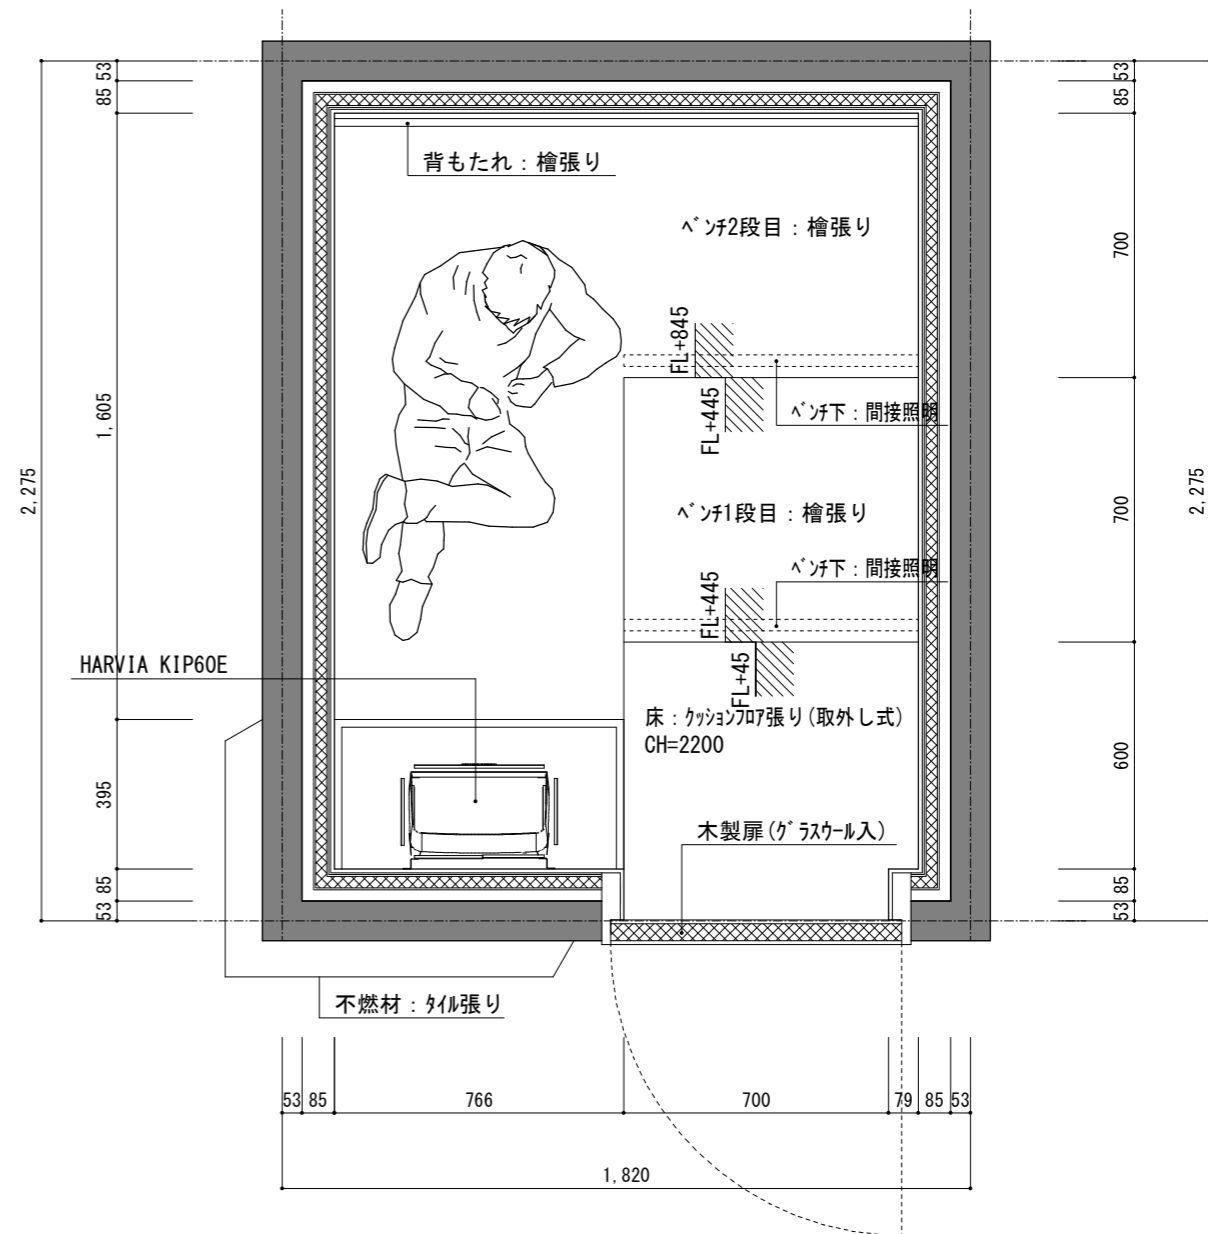 53
85
1,605
2,275
395
85
53
背もたれ：檜張り
ﾍﾞﾝﾁ2段目：檜張り
FL+845
FL+445
ﾍﾞﾝﾁ下：間接照明
ﾍﾞﾝﾁ1段目：檜張り
ﾍﾞﾝﾁ下：間接照明
FL+445
FL+45
HARVIA KIP60E
床：ｸｯｼｮﾝﾌﾛｱ張り(取外し式)
CH=2200
木製扉(ｸﾞﾗｽｳｰﾙ入)
不燃材：ﾀｲﾙ張り
53
85
700
700
2,275
600
85
53
53 85 766 700 79 85 53
1,820